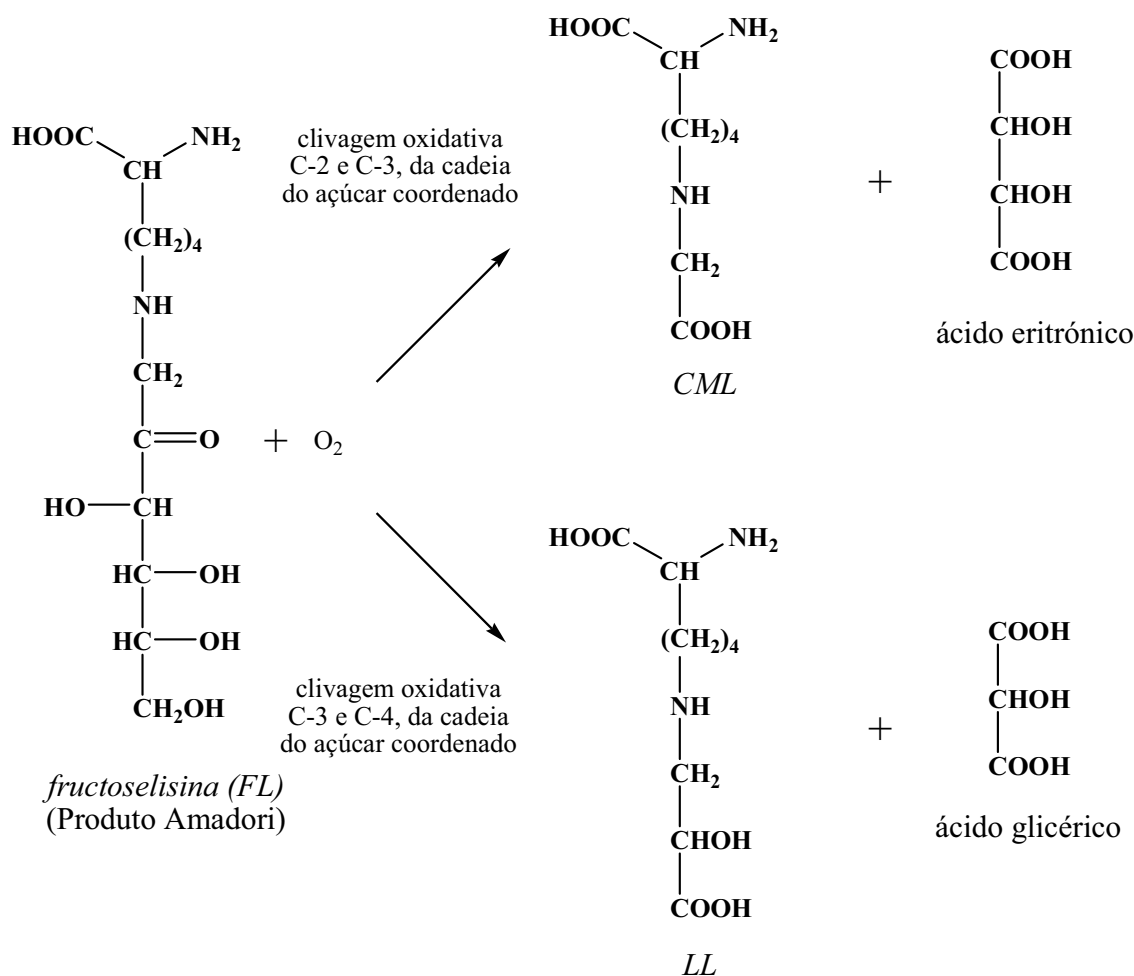 HOOC
CH
NH2
(CH2)4
NH
CH2
C=O
HO
CH
HC
OH
HC
OH
CH2OH
fructoselisina (FL)
(Produto Amadori)
+ O2
clivagem oxidativa
C-2 e C-3, da cadeia
do açúcar coordenado
HOOC
CH
NH2
(CH2)4
NH
CH2
COOH
CML
+
COOH
CHOH
CHOH
COOH
ácido eritrónico
clivagem oxidativa
C-3 e C-4, da cadeia
do açúcar coordenado
HOOC
CH
NH2
(CH2)4
NH
CH2
CHOH
COOH
LL
+
COOH
CHOH
COOH
ácido glicérico